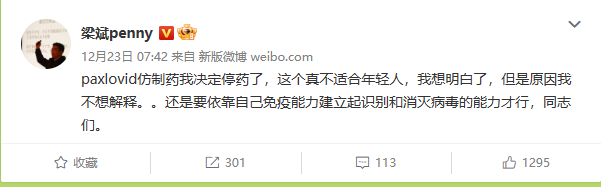 梁斌penny
12月23日 07:42 来自 新版微博 weibo.com
paxlovid仿制药我决定停药了，这个真不适合年轻人，我想明白了，但是原因我
不想解释。。还是要依靠自己免疫能力建立起识别和消灭病毒的能力才行，同志
们。
收藏 301 113 1295